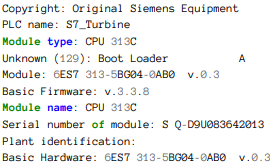 Copyright: Original Siemens Equipment
PLC name: S7_Turbine
Module type: CPU 313C
Unknown (129): Boot Loader A
Module: 6ES7 313-5BG04-0AB0 v.0.3
Basic Firmware: v.3.3.8
Module name: CPU 313C
Serial number of module: S Q-D9U083642013
Plant identification:
Basic Hardware: 6ES7 313-5BG04-0AB0 v.0.3